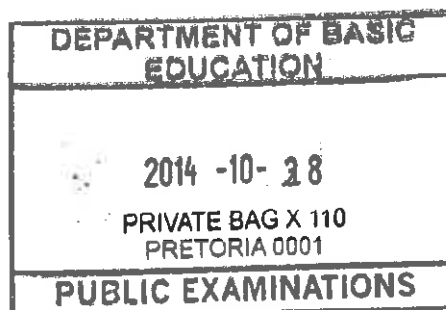 DEPARTMENT OF BASIC
EDUCATION
2014 -10- 28
PRIVATE BAG X 110
PRETORIA 0001
PUBLIC EXAMINATIONS